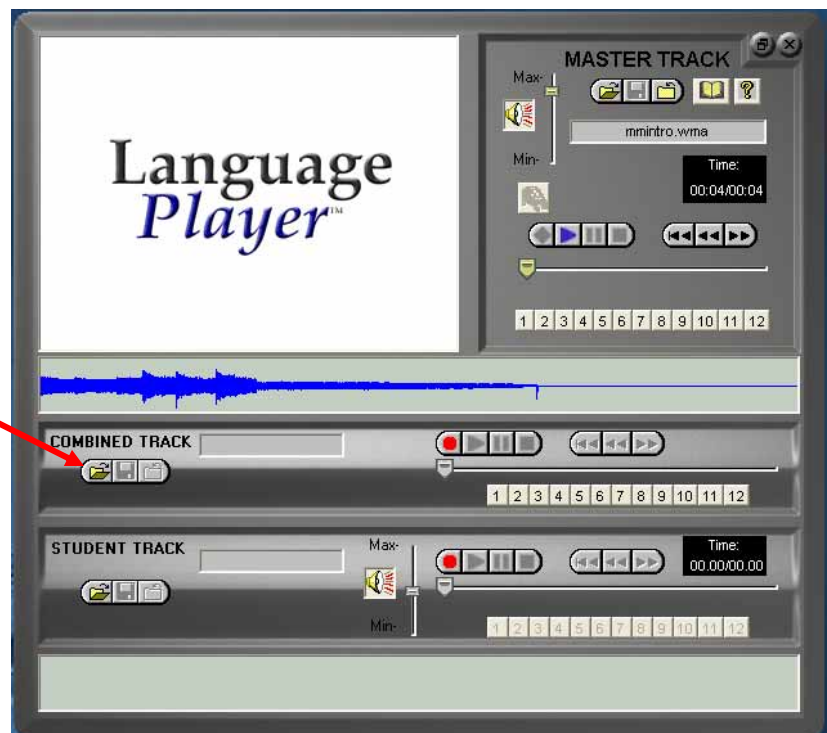 Language
Player™
MASTER TRACK
Max-
?
mmintro.wma
Min-
Time:
00:04/00:04
1 2 3 4 5 6 7 8 9 10 11 12
COMBINED TRACK
1 2 3 4 5 6 7 8 9 10 11 12
STUDENT TRACK
Max-
Time:
00.00/00.00
Min-
1 2 3 4 5 6 7 8 9 10 11 12